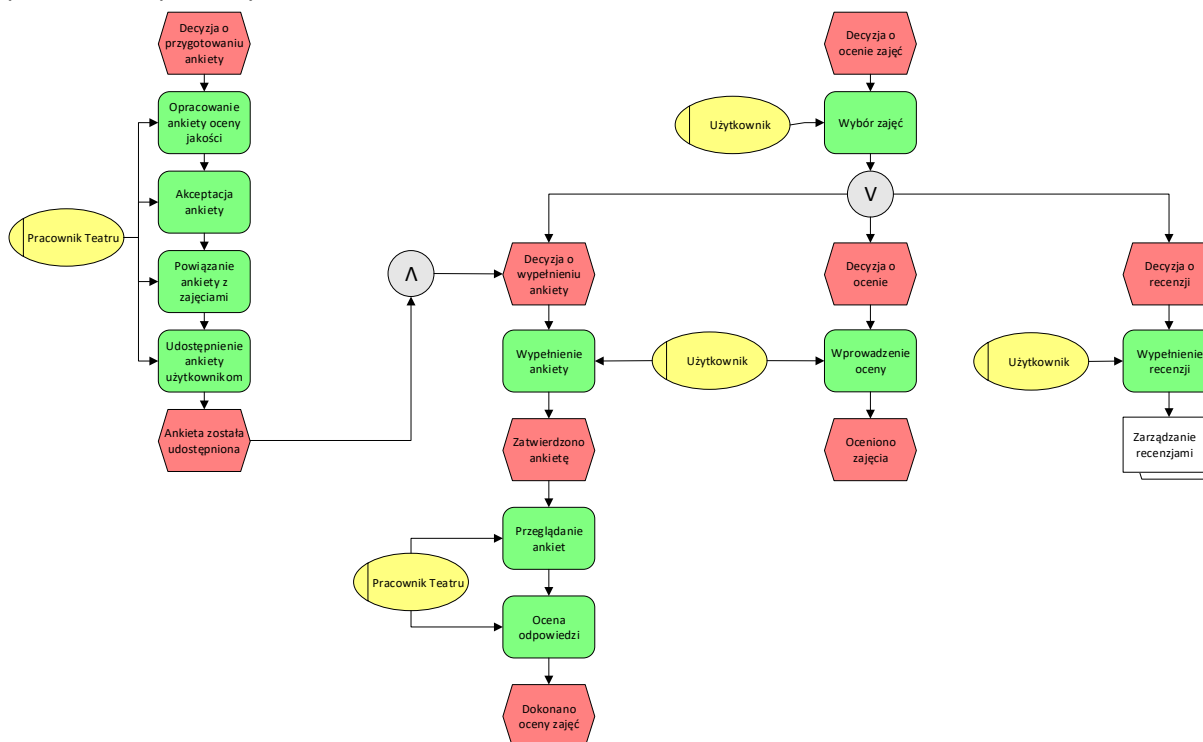 Decyzja o
przygotowaniu
ankiety
Opracowanie
ankiety oceny
jakości
Akceptacja
ankiety
Pracownik Teatru
Powiązanie
ankiety z
zajęciami
Udostępnienie
ankiety
użytkownikom
Ankieta została
udostępniona
Decyzja o
ocenie zajęć
Użytkownik
Wybór zajęć
V
Λ
Decyzja o
wypełnieniu
ankiety
Decyzja o
ocenie
Decyzja o
recenzji
Wypełnienie
ankiety
Użytkownik
Wprowadzenie
oceny
Użytkownik
Wypełnienie
recenzji
Zatwierdzono
ankietę
Oceniono
zajęcia
Zarządzanie
recenzjami
Przeglądanie
ankiet
Pracownik Teatru
Ocena
odpowiedzi
Dokonano
oceny zajęć